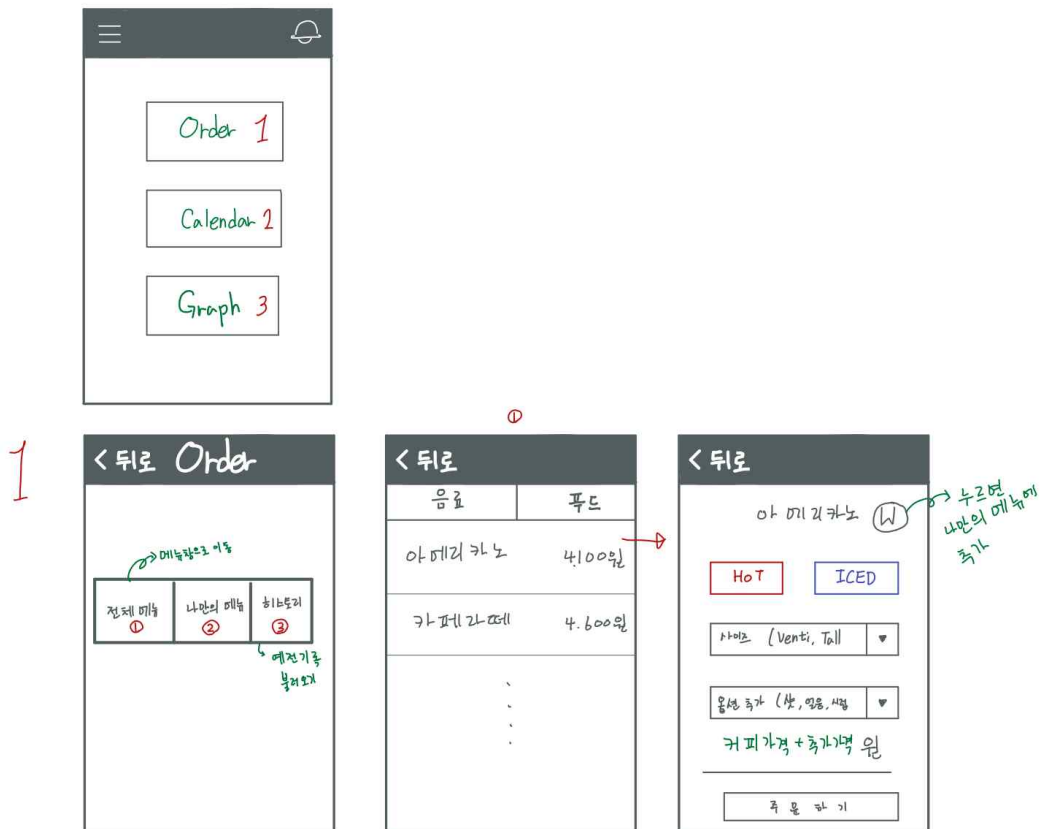 Order 1
Calendar 2
Graph 3
1
①
< 뒤로 Order
메뉴창으로 이동
전체 메뉴
①
나만의 메뉴
②
히스토리
③
예전기록
불러오기
< 뒤로
음료 푸드
아메리카노 4.100원
카페라떼 4.600원
< 뒤로
아메리카노 W
누르면
나만의 메뉴에
추가
HOT ICED
사이즈 (Venti, Tall
옵션 추가 (샷, 얼음, 시럽
커피가격 + 추가가격 원
주문하기